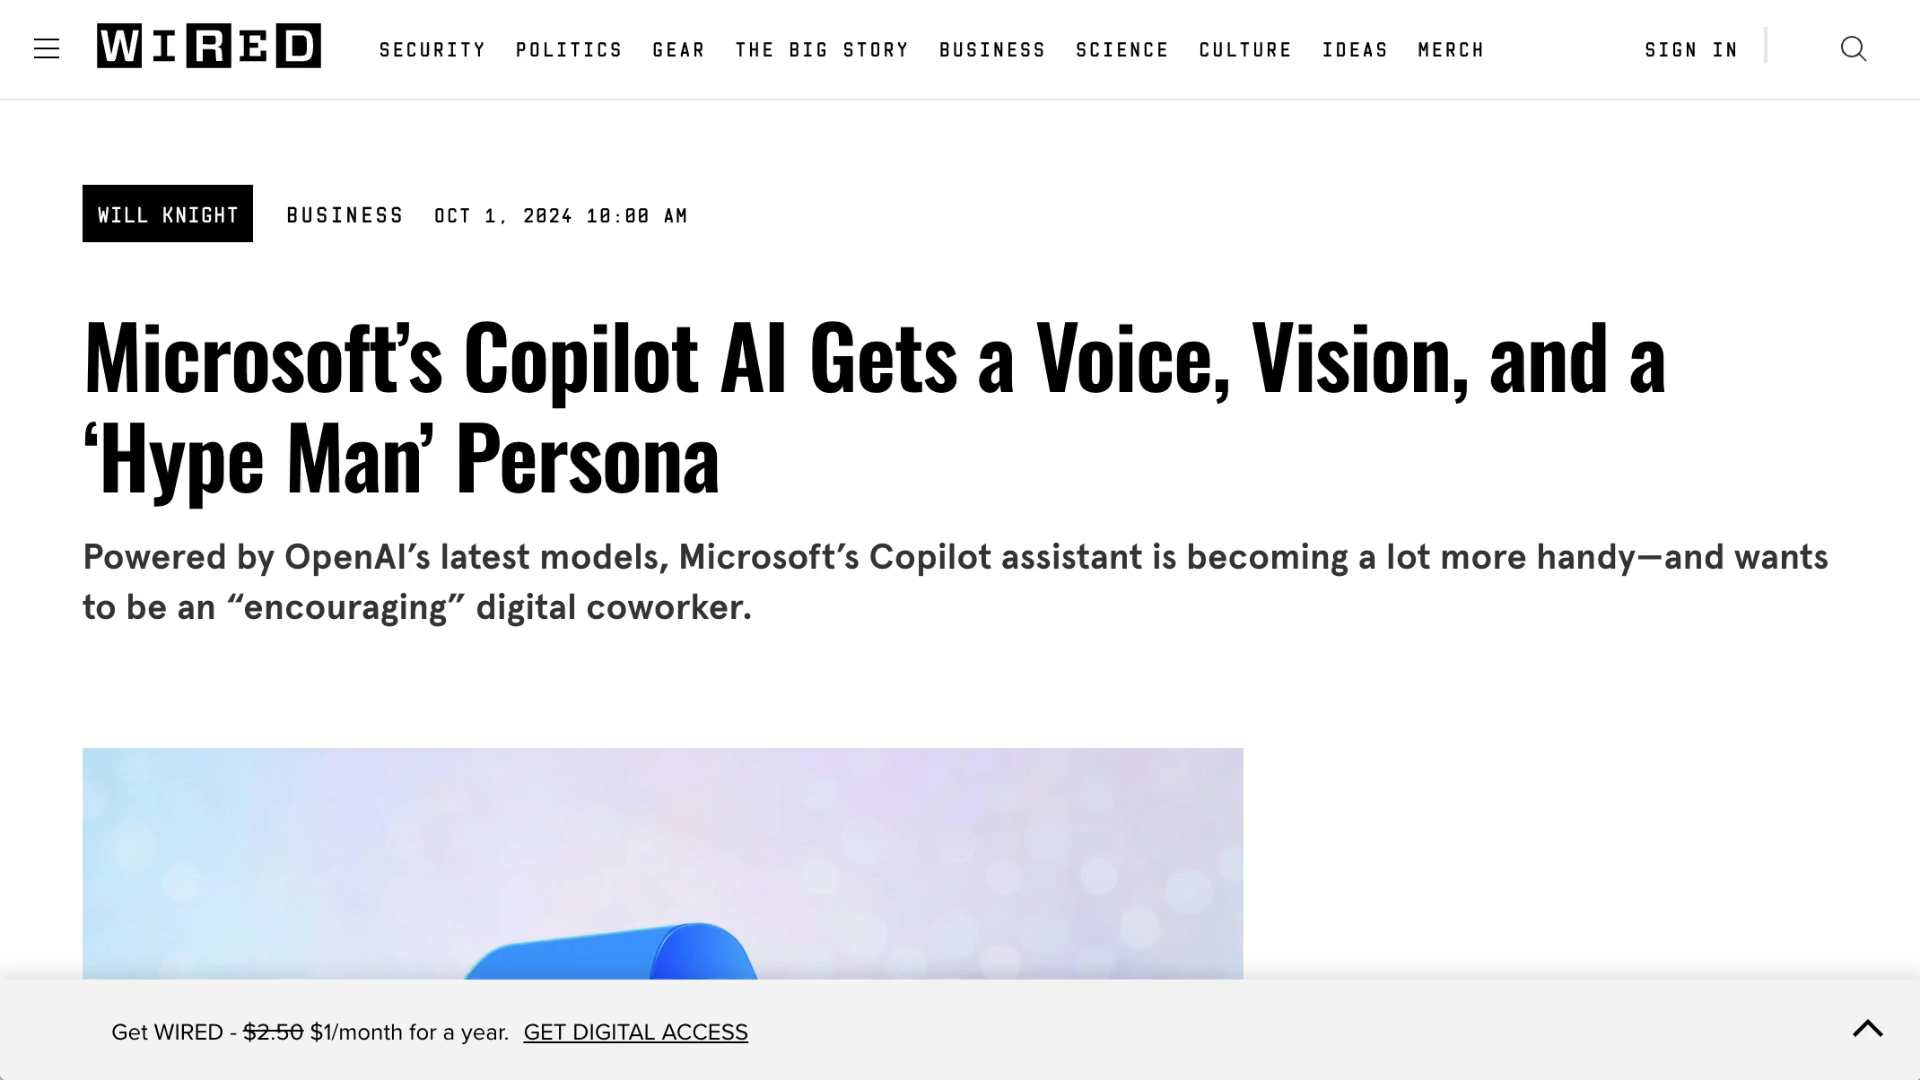 WIRED
SECURITY POLITICS GEAR THE BIG STORY BUSINESS SCIENCE CULTURE IDEAS MERCH SIGN IN
WILL KNIGHT BUSINESS OCT 1, 2024 10:00 AM
Microsoft’s Copilot AI Gets a Voice, Vision, and a
‘Hype Man’ Persona
Powered by OpenAI’s latest models, Microsoft’s Copilot assistant is becoming a lot more handy—and wants
to be an “encouraging” digital coworker.
Get WIRED - $2.50 $1/month for a year. GET DIGITAL ACCESS